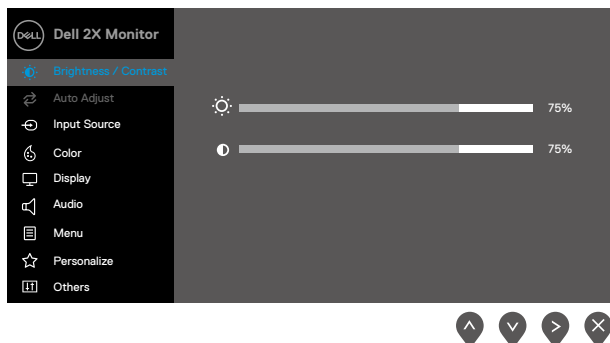 DELL Dell 2X Monitor
Brightness / Contrast
Auto Adjust
Input Source
Color
Display
Audio
Menu
Personalize
Others
75%
75%